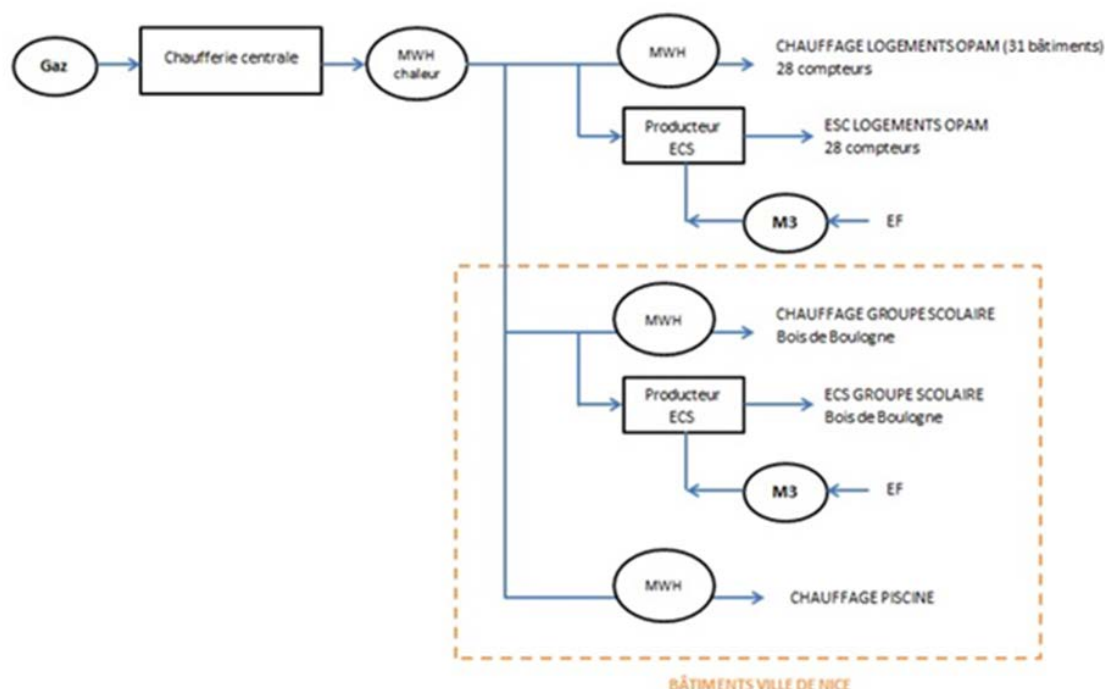 Gaz
Chaufferie centrale
MWH
chaleur
MWH
CHAUFFAGE LOGEMENTS OPAM (31 bâtiments)
28 compteurs
Producteur
ECS
ESC LOGEMENTS OPAM
28 compteurs
M3
EF
MWH
CHAUFFAGE GROUPE SCOLAIRE
Bois de Boulogne
Producteur
ECS
ECS GROUPE SCOLAIRE
Bois de Boulogne
M3
EF
MWH
CHAUFFAGE PISCINE
BÂTIMENTS VILLE DE NICE